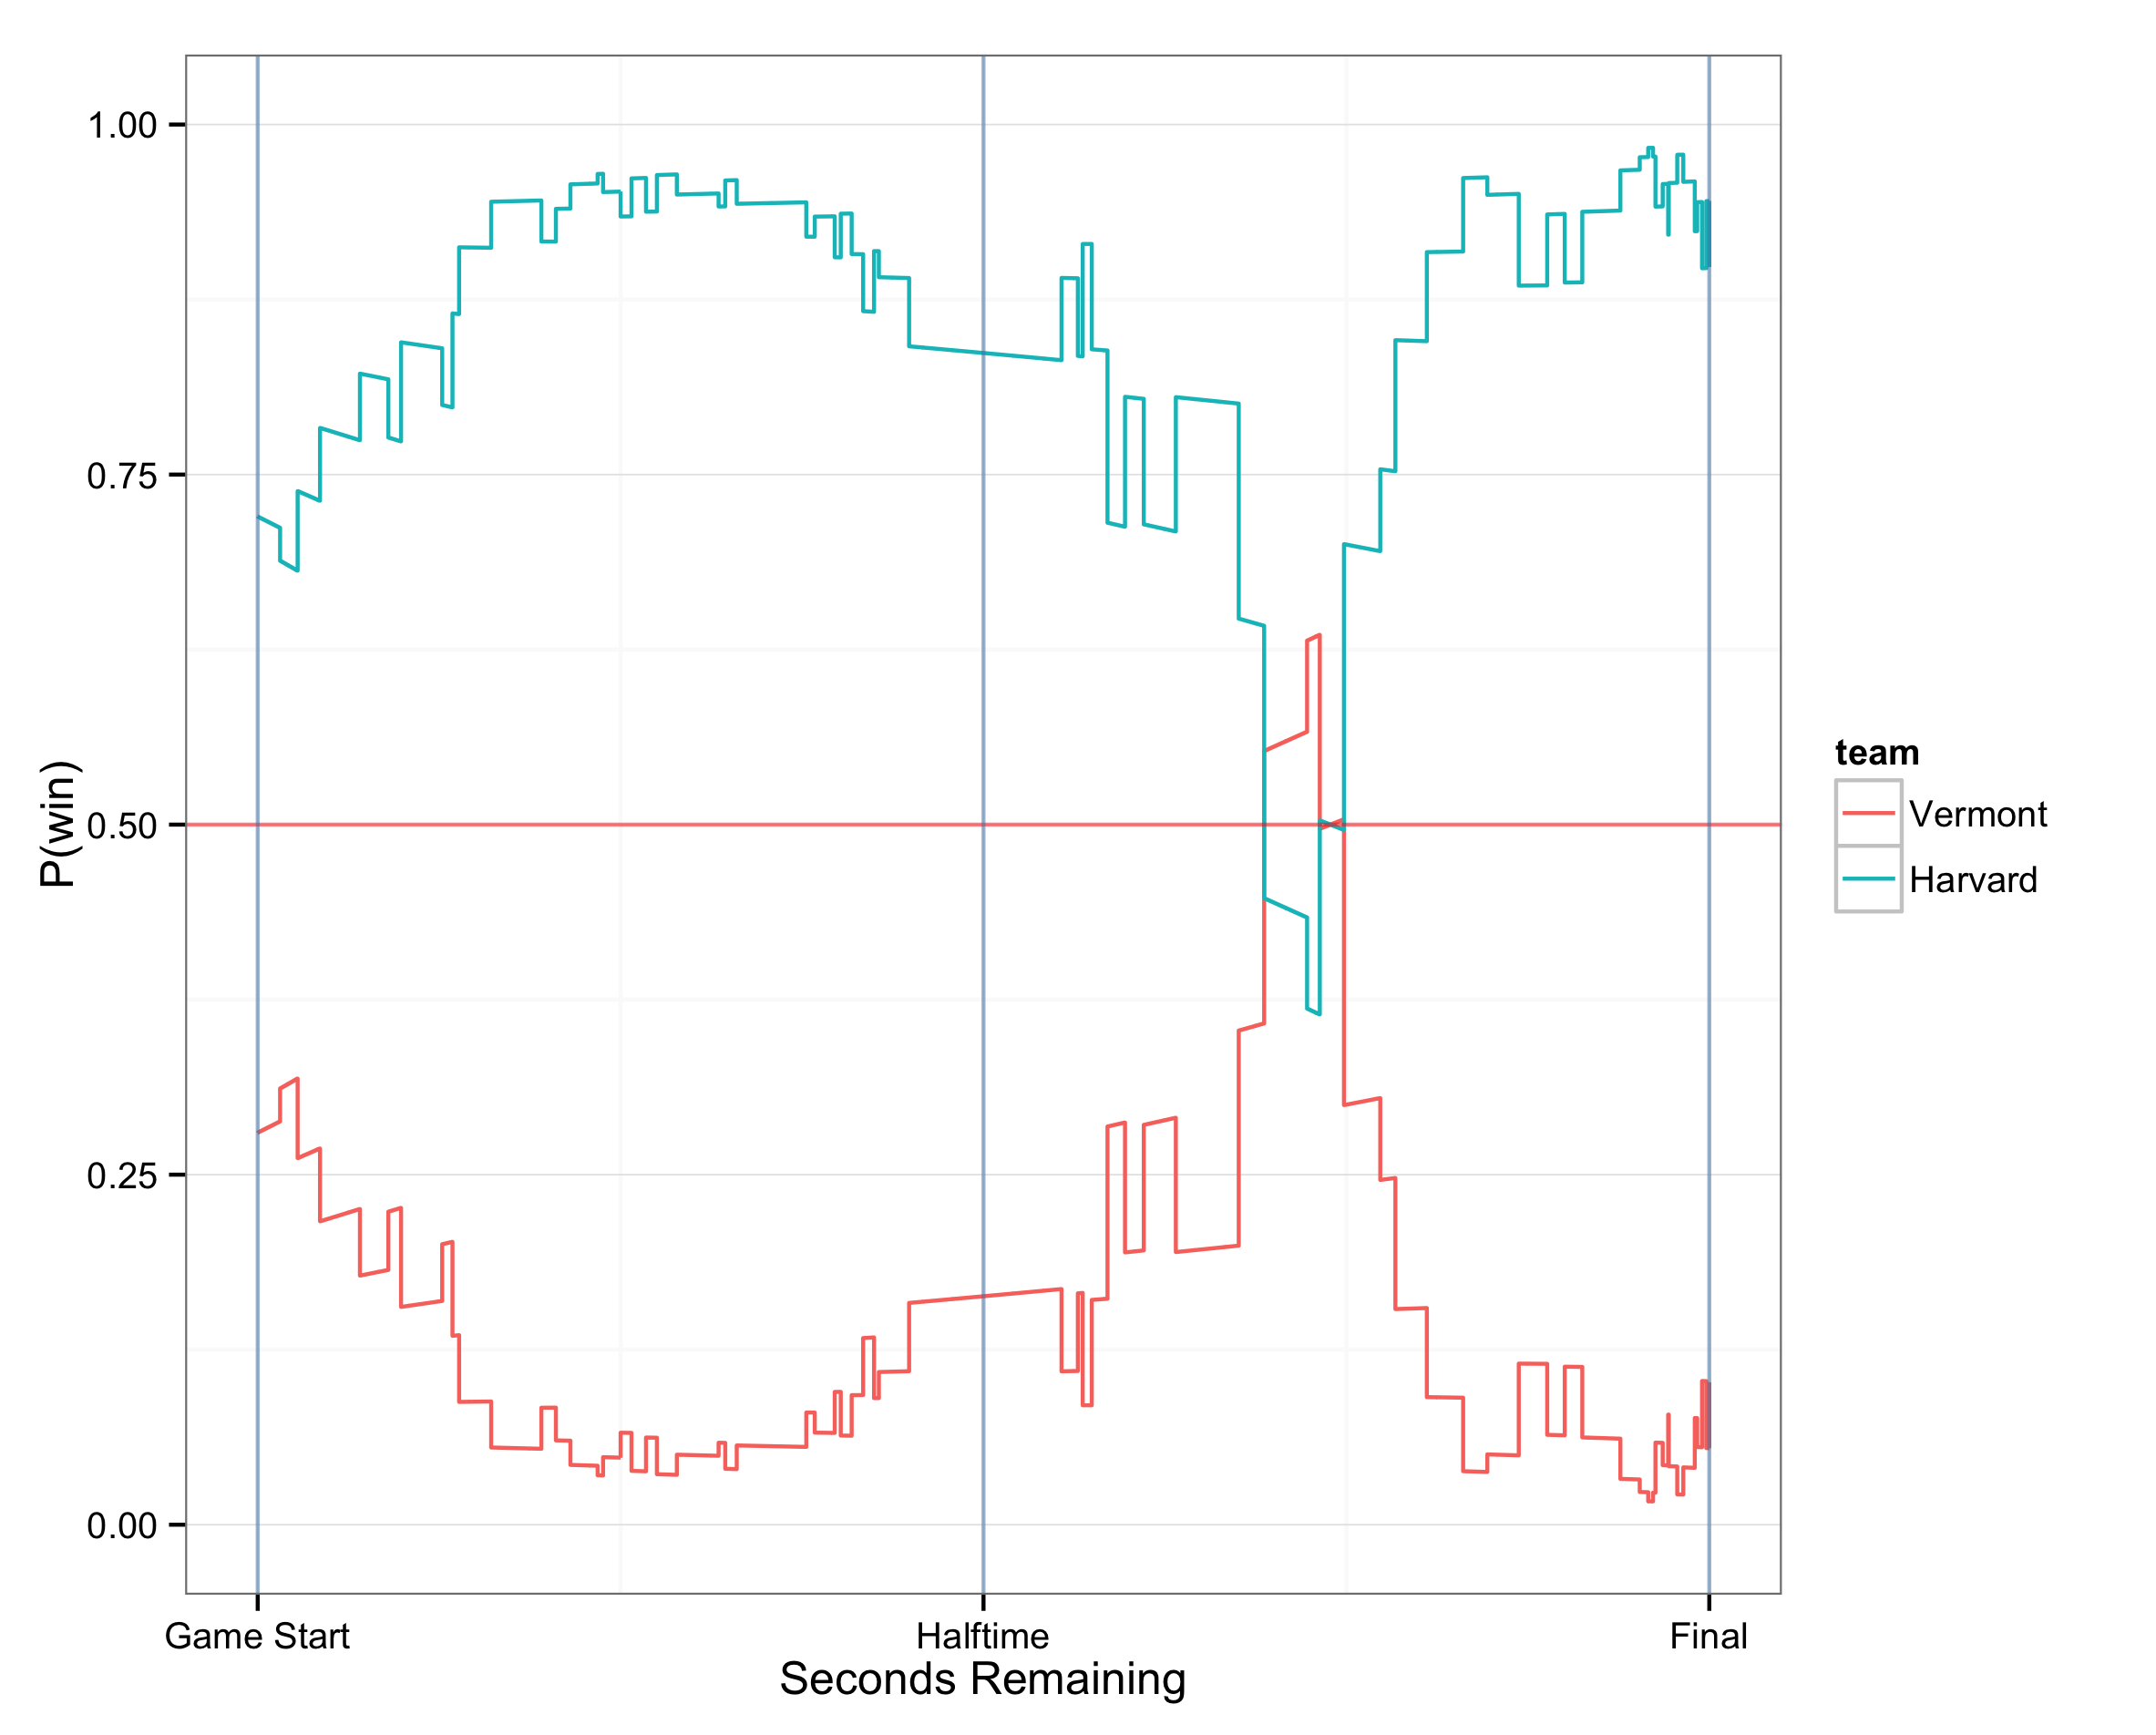 1.00
0.75
0.50
0.25
0.00
P(win)
Game Start
Halftime
Final
Seconds Remaining
team
Vermont
Harvard